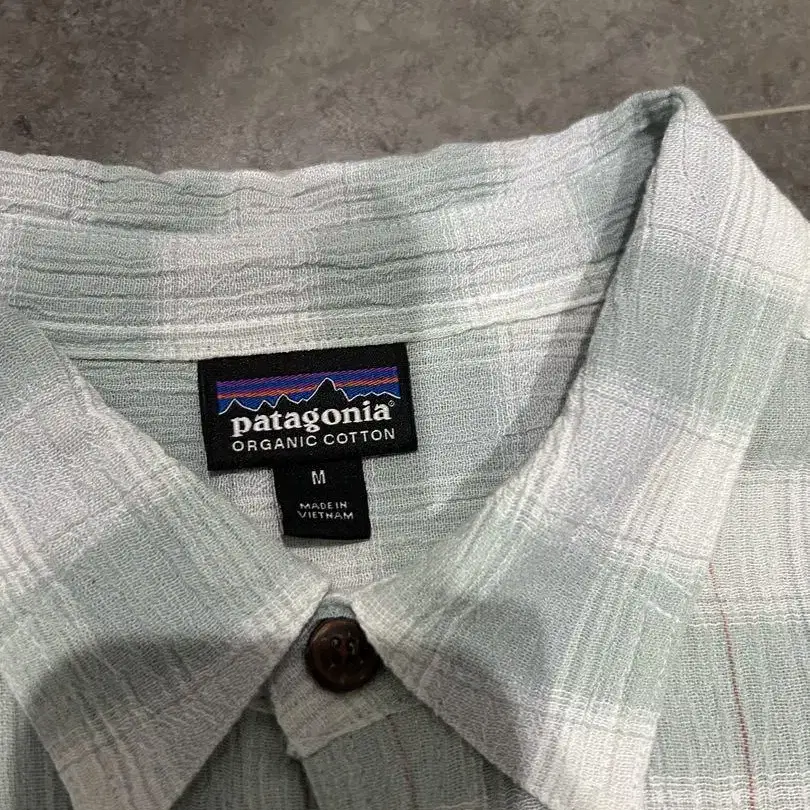 patagonia®
ORGANIC COTTON
M
MADE IN
VIETNAM